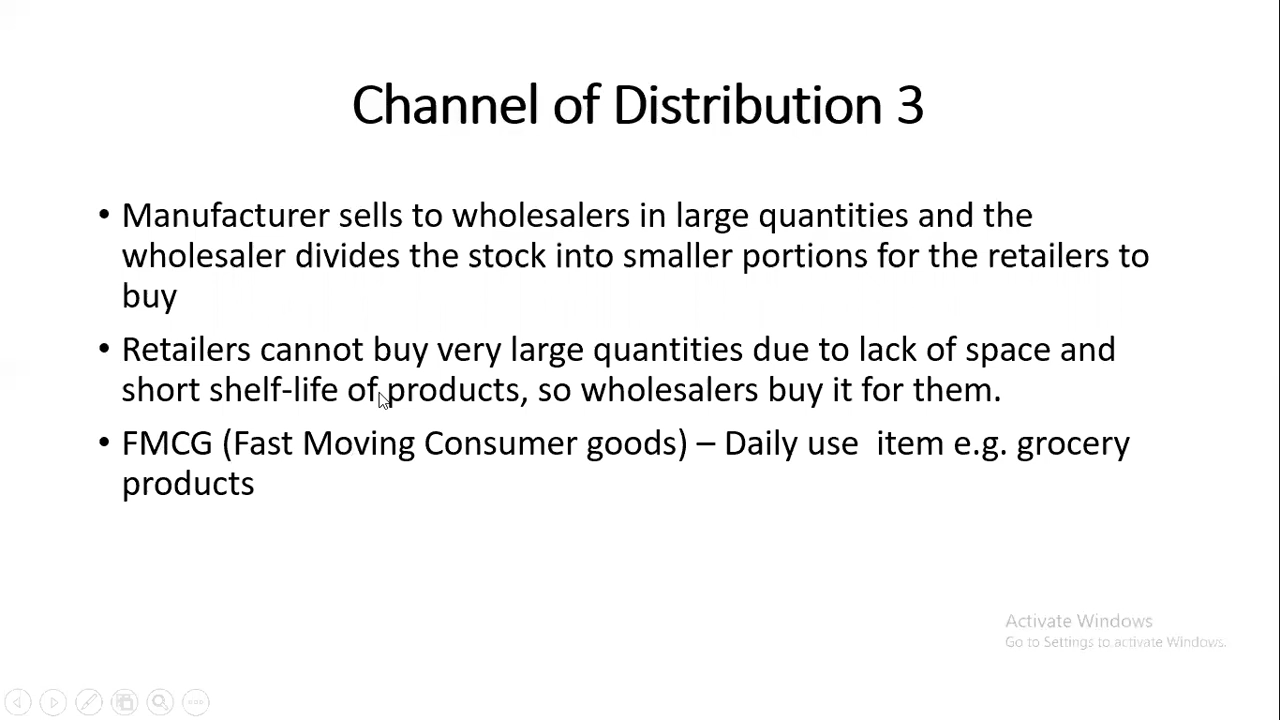 Channel of Distribution 3
• Manufacturer sells to wholesalers in large quantities and the
wholesaler divides the stock into smaller portions for the retailers to
buy
• Retailers cannot buy very large quantities due to lack of space and
short shelf-life of products, so wholesalers buy it for them.
• FMCG (Fast Moving Consumer goods) – Daily use  item e.g. grocery
products
Activate Windows
Go to Settings to activate Windows.